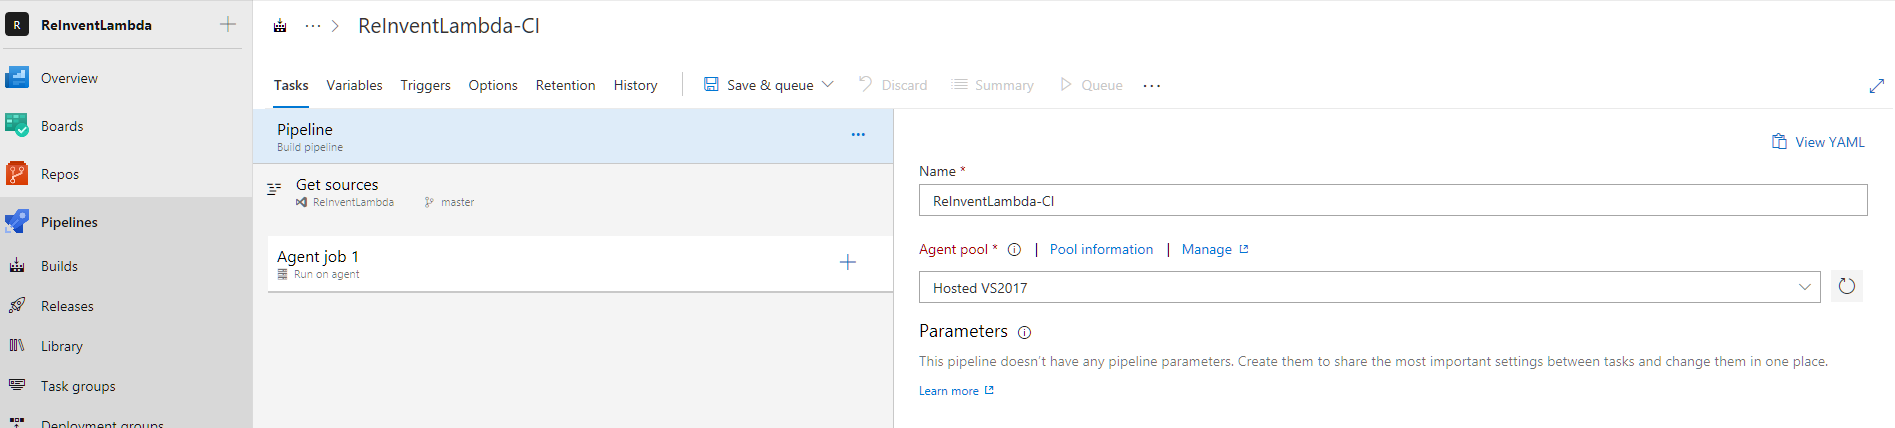 R ReInventLambda
Overview
Boards
Repos
Pipelines
Builds
Releases
Library
Task groups
Deployment groups
··· > ReInventLambda-CI
Tasks Variables Triggers Options Retention History Save & queue Discard Summary Queue ···
Pipeline
Build pipeline
Get sources
ReInventLambda master
Agent job 1
Run on agent
View YAML
Name *
ReInventLambda-CI
Agent pool * | Pool information | Manage
Hosted VS2017
Parameters
This pipeline doesn't have any pipeline parameters. Create them to share the most important settings between tasks and change them in one place.
Learn more